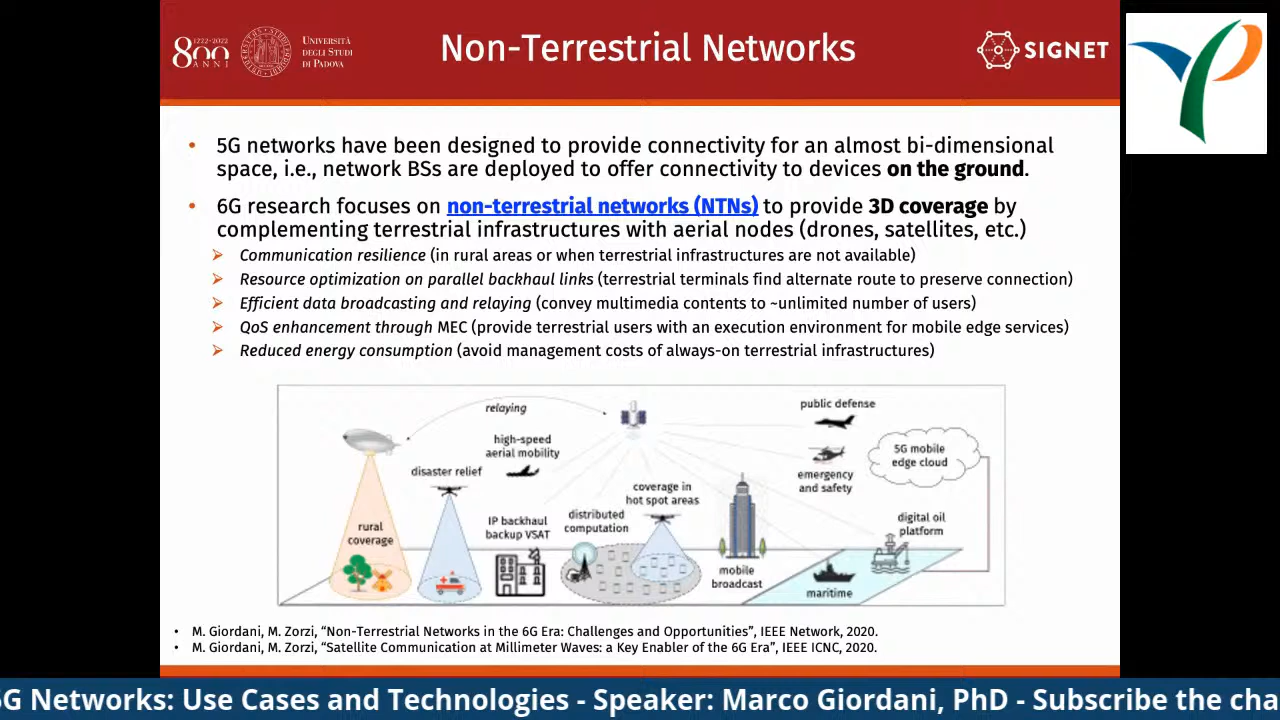 1222-2022
800
ANNI
UNIVERSITÀ
DEGLI STUDI
DI PADOVA
Non-Terrestrial Networks
SIGNET
• 5G networks have been designed to provide connectivity for an almost bi-dimensional
space, i.e., network BSs are deployed to offer connectivity to devices on the ground.
• 6G research focuses on non-terrestrial networks (NTNs) to provide 3D coverage by
complementing terrestrial infrastructures with aerial nodes (drones, satellites, etc.)
➢ Communication resilience (in rural areas or when terrestrial infrastructures are not available)
➢ Resource optimization on parallel backhaul links (terrestrial terminals find alternate route to preserve connection)
➢ Efficient data broadcasting and relaying (convey multimedia contents to ~unlimited number of users)
➢ QoS enhancement through MEC (provide terrestrial users with an execution environment for mobile edge services)
➢ Reduced energy consumption (avoid management costs of always-on terrestrial infrastructures)
relaying
public defense
high-speed
aerial mobility
disaster relief
5G mobile
edge cloud
emergency
and safety
coverage in
hot spot areas
rural
coverage
IP backhaul
backup VSAT
distributed
computation
digital oil
platform
mobile
broadcast
maritime
• M. Giordani, M. Zorzi, “Non-Terrestrial Networks in the 6G Era: Challenges and Opportunities”, IEEE Network, 2020.
• M. Giordani, M. Zorzi, “Satellite Communication at Millimeter Waves: a Key Enabler of the 6G Era”, IEEE ICNC, 2020.
G Networks: Use Cases and Technologies - Speaker: Marco Giordani, PhD - Subscribe the cha